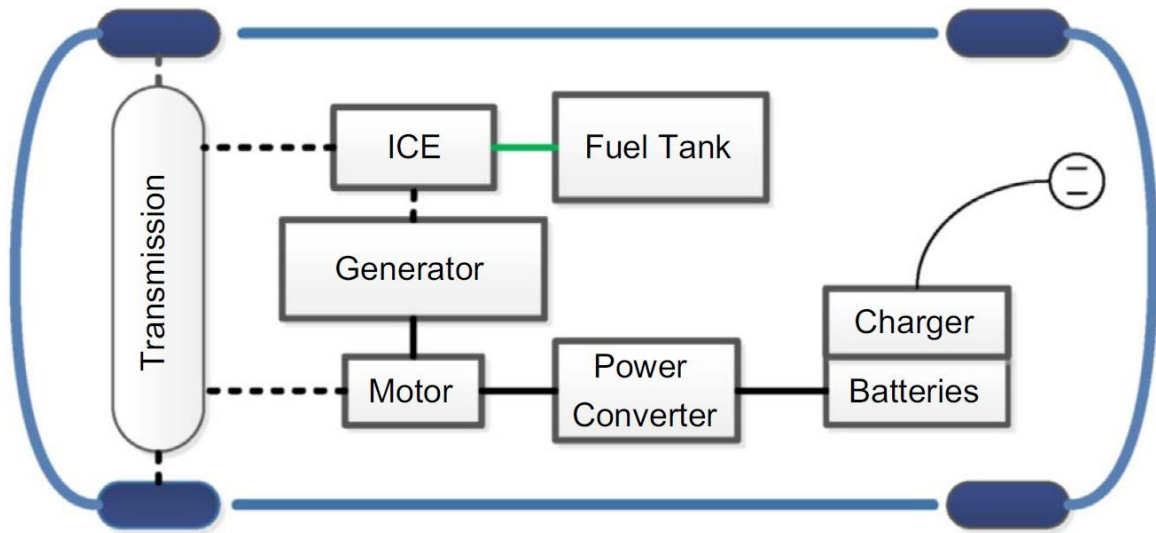 Transmission
ICE
Fuel Tank
Generator
Motor
Power
Converter
Charger
Batteries